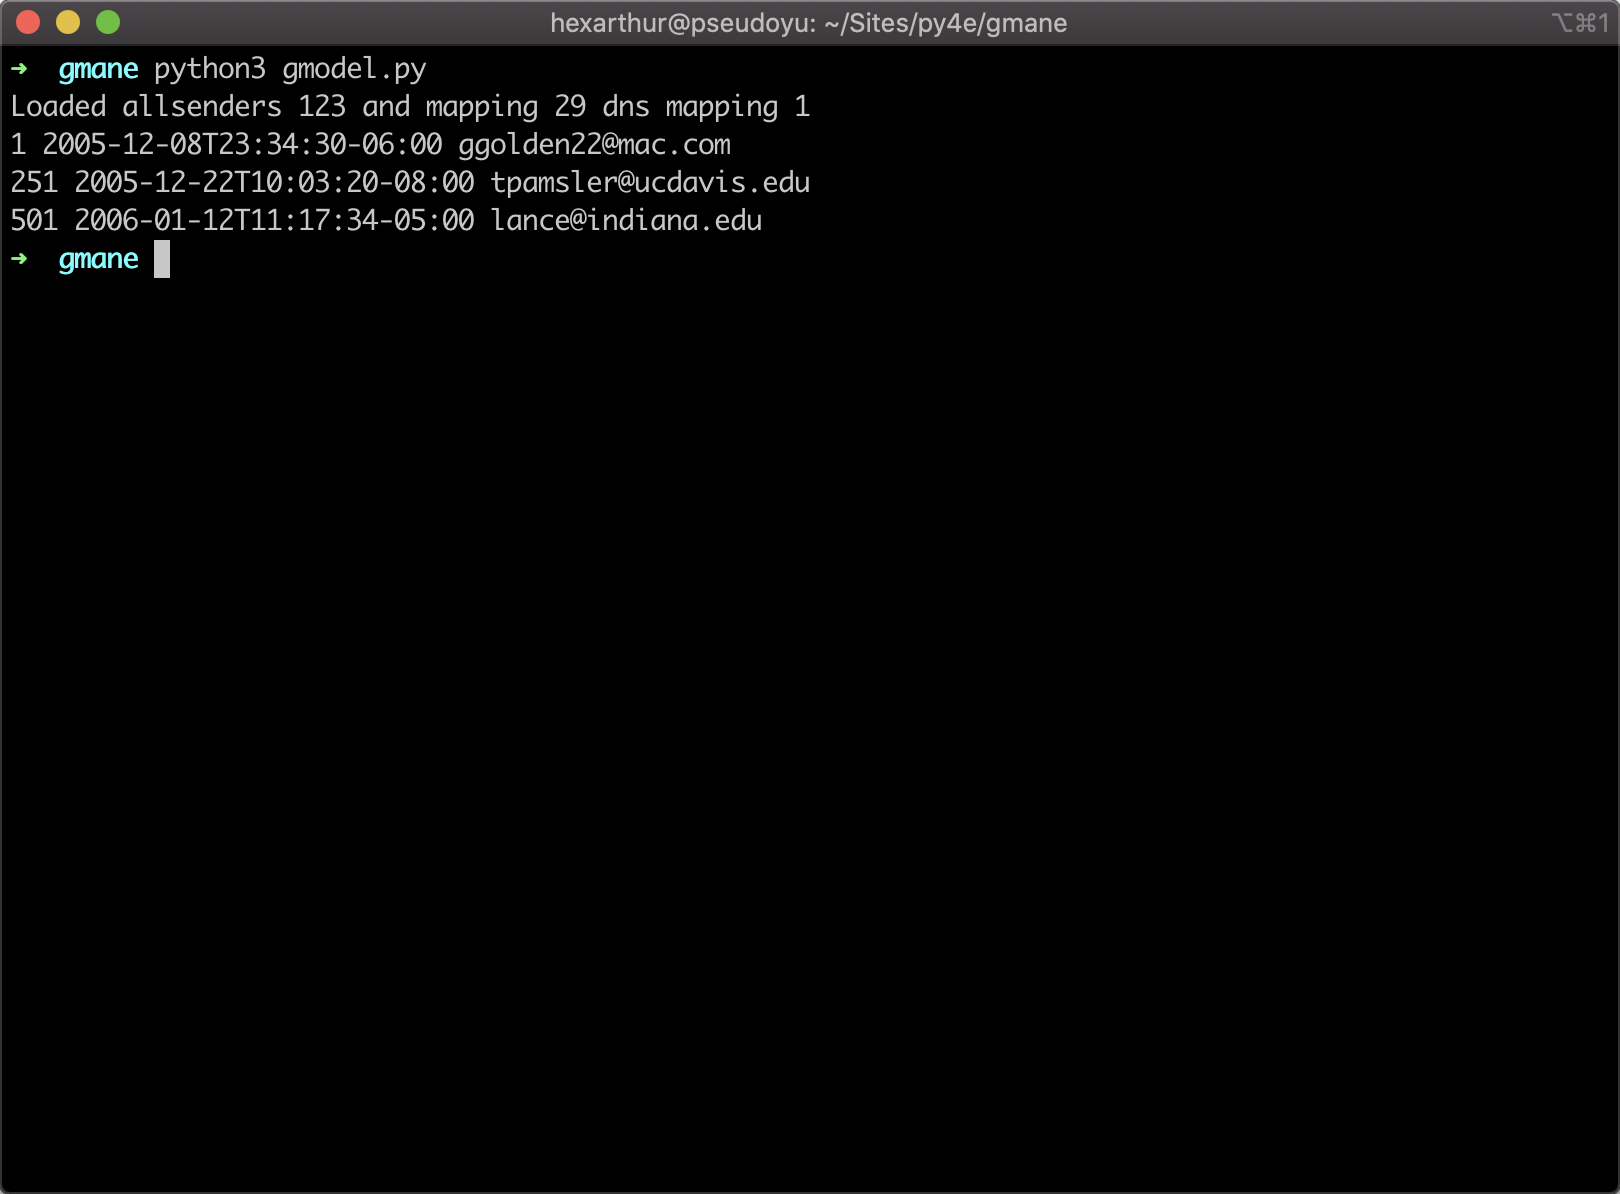 hexarthur@pseudoyu: ~/Sites/py4e/gmane
⌥⌘1
➜ gmane python3 gmodel.py
Loaded allsenders 123 and mapping 29 dns mapping 1
1 2005-12-08T23:34:30-06:00 ggolden22@mac.com
251 2005-12-22T10:03:20-08:00 tpamsler@ucdavis.edu
501 2006-01-12T11:17:34-05:00 lance@indiana.edu
➜ gmane